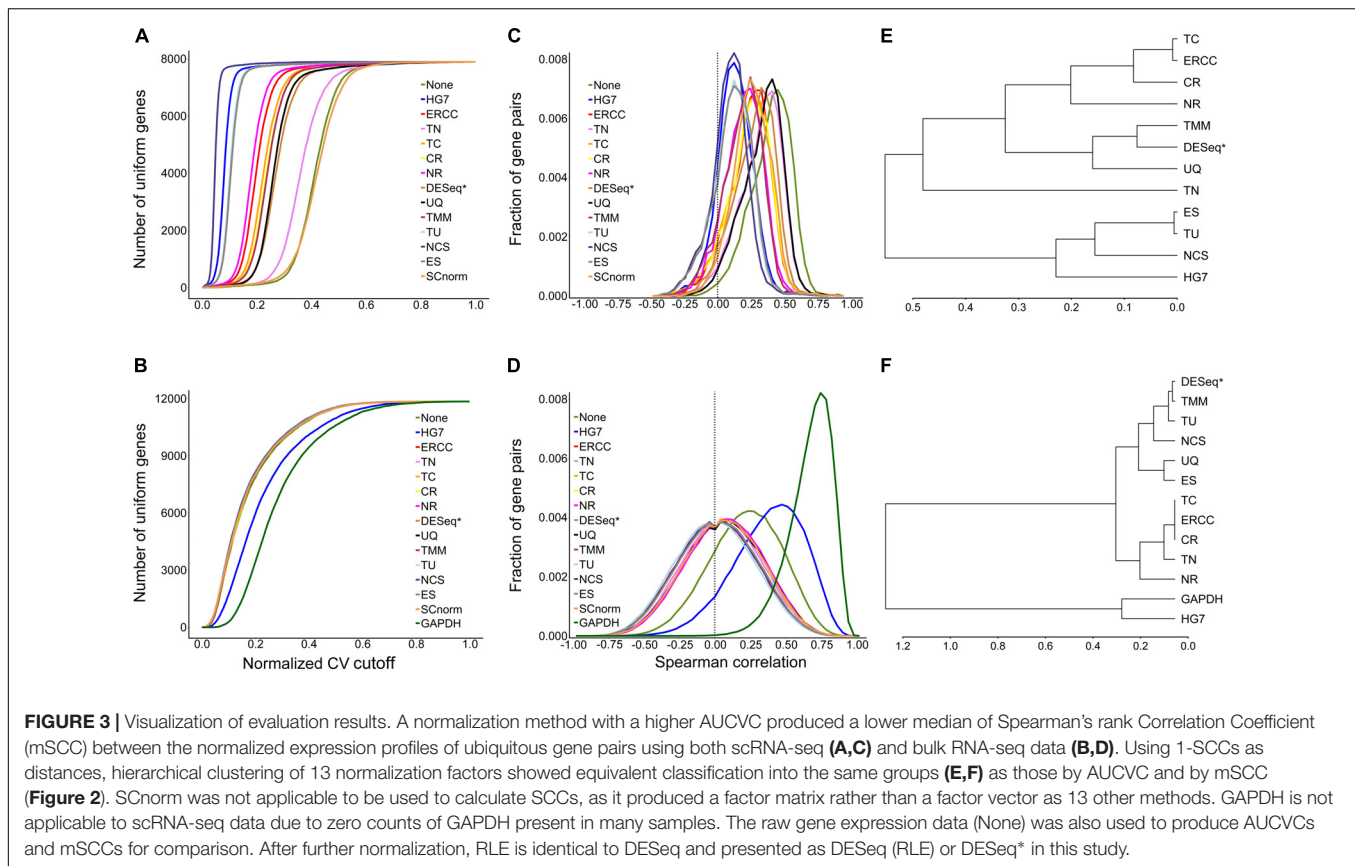 A
8000
6000
4000
2000
0
Number of uniform genes
0.0 0.2 0.4 0.6 0.8 1.0
None
HG7
ERCC
TN
TC
CR
NR
DESeq*
UQ
TMM
TU
NCS
ES
SCnorm
C
0.008
0.006
0.004
0.002
0.000
Fraction of gene pairs
-1.00 -0.75 -0.50 -0.25 0.00 0.25 0.50 0.75 1.00
None
HG7
ERCC
TN
TC
CR
NR
DESeq*
UQ
TMM
TU
NCS
ES
SCnorm
E
TC
ERCC
CR
NR
TMM
DESeq*
UQ
TN
ES
TU
NCS
HG7
0.5 0.4 0.3 0.2 0.1 0.0
B
12000
9000
6000
3000
0
Number of uniform genes
0.0 0.2 0.4 0.6 0.8 1.0
Normalized CV cutoff
None
HG7
ERCC
TN
TC
CR
NR
DESeq*
UQ
TMM
TU
NCS
ES
SCnorm
GAPDH
D
0.008
0.006
0.004
0.002
0.000
Fraction of gene pairs
-1.00 -0.75 -0.50 -0.25 0.00 0.25 0.50 0.75 1.00
Spearman correlation
None
HG7
ERCC
TN
TC
CR
NR
DESeq*
UQ
TMM
TU
NCS
ES
SCnorm
GAPDH
F
DESeq*
TMM
TU
NCS
UQ
ES
TC
ERCC
CR
TN
NR
GAPDH
HG7
1.2 1.0 0.8 0.6 0.4 0.2 0.0
FIGURE 3 | Visualization of evaluation results. A normalization method with a higher AUCVC produced a lower median of Spearman's rank Correlation Coefficient
(mSCC) between the normalized expression profiles of ubiquitous gene pairs using both scRNA-seq (A,C) and bulk RNA-seq data (B,D). Using 1-SCCs as
distances, hierarchical clustering of 13 normalization factors showed equivalent classification into the same groups (E,F) as those by AUCVC and by mSCC
(Figure 2). SCnorm was not applicable to be used to calculate SCCs, as it produced a factor matrix rather than a factor vector as 13 other methods. GAPDH is not
applicable to scRNA-seq data due to zero counts of GAPDH present in many samples. The raw gene expression data (None) was also used to produce AUCVCs
and mSCCs for comparison. After further normalization, RLE is identical to DESeq and presented as DESeq (RLE) or DESeq* in this study.